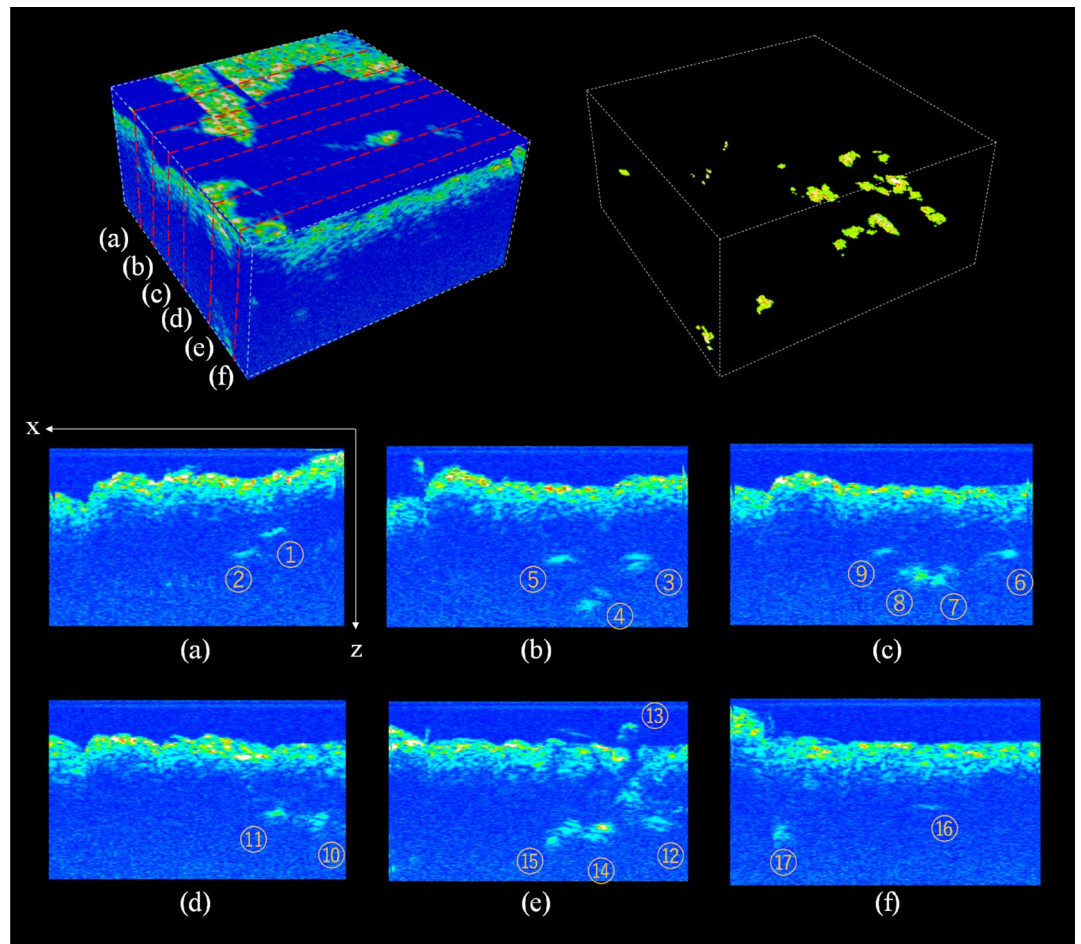 (a)
(b)
(c)
(d)
(e)
(f)
x
z
① ②
(a)
⑤ ④ ③
(b)
⑨ ⑧ ⑦ ⑥
(c)
⑪ ⑩
(d)
⑬
⑮ ⑭ ⑫
(e)
⑯
⑰
(f)